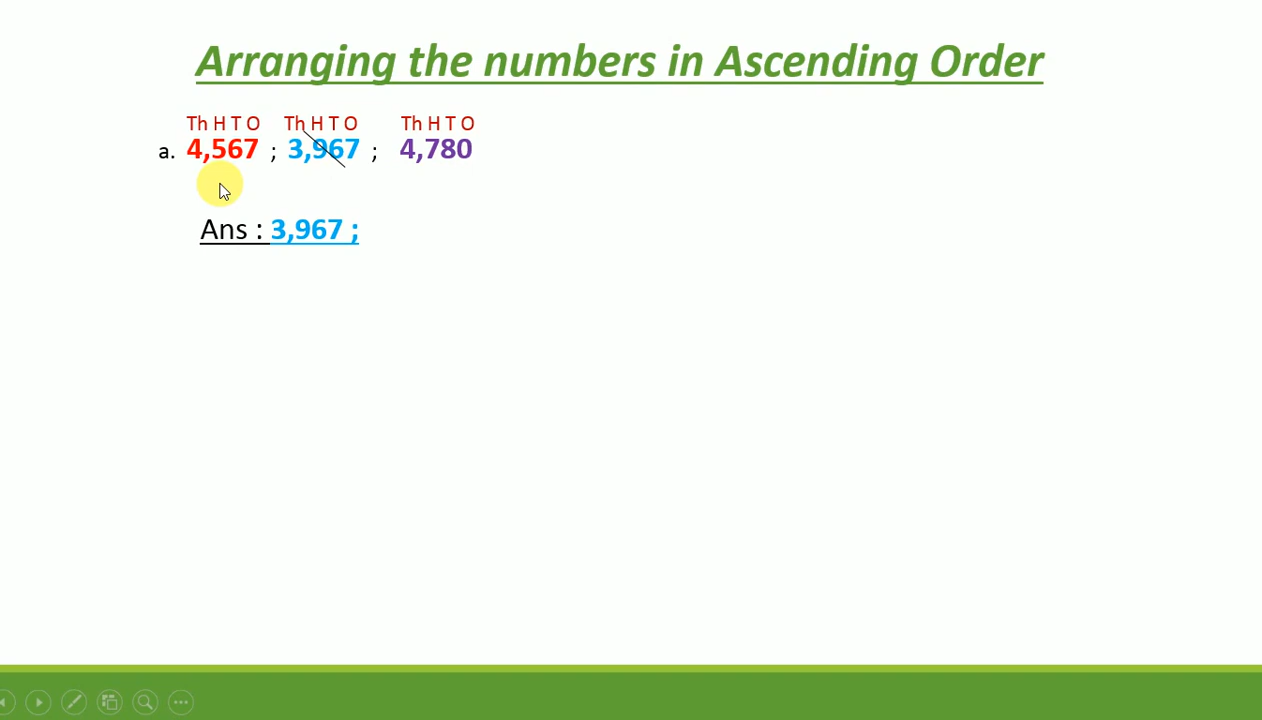 Arranging the numbers in Ascending Order
Th H T O Th H T O Th H T O
a. 4,567 ; 3,967 ; 4,780
Ans : 3,967 ;